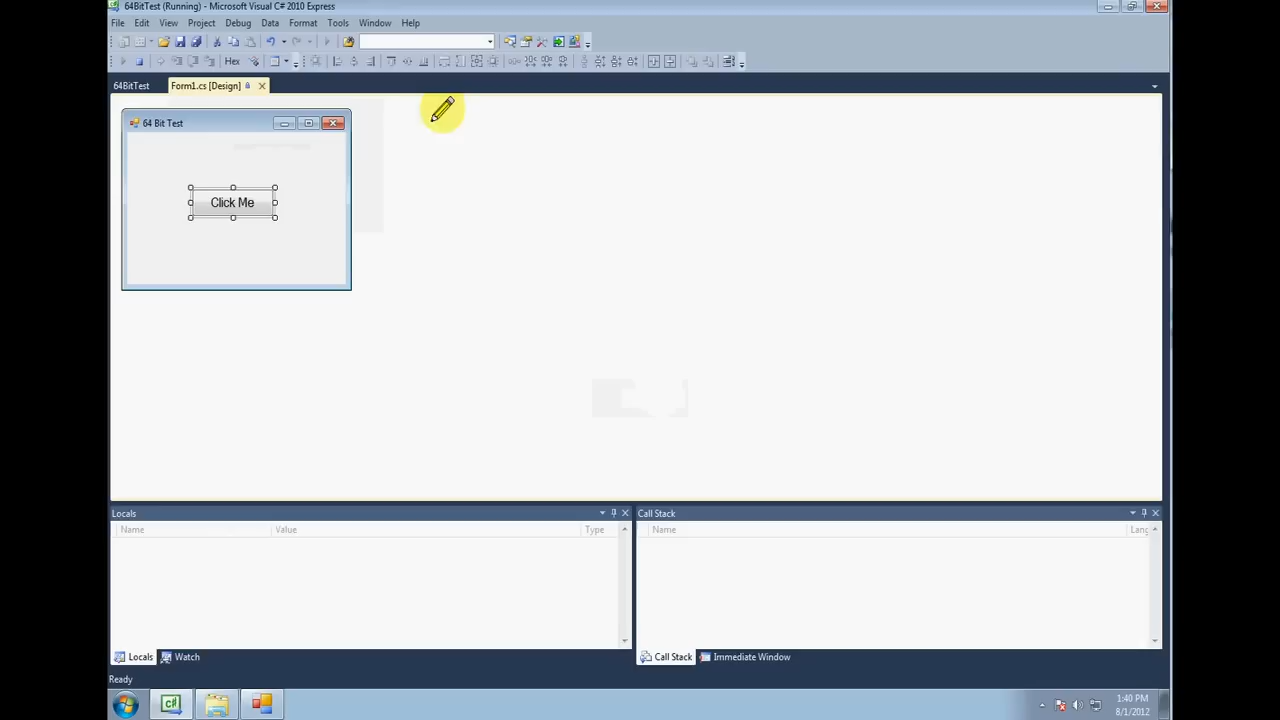 64BitTest (Running) - Microsoft Visual C# 2010 Express
File Edit View Project Debug Data Format Tools Window Help
Hex
64BitTest Form1.cs [Design]
64 Bit Test
Click Me
Locals Call Stack
Name Value Type Name Lang
Locals Watch Call Stack Immediate Window
Ready
1:40 PM
8/1/2012